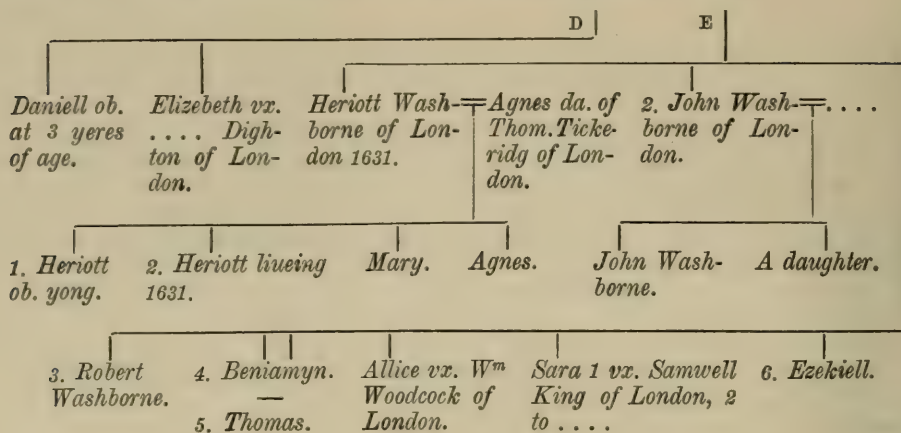 D E
Daniell ob.
at 3 yeres
of age.
Elizebeth vx.
. . . . Digh-
ton of Lon-
don.
Heriott Wash-
borne of Lon-
don 1631.
Agnes da. of
Thom. Ticke-
ridg of Lon-
don.
2. John Wash-
borne of Lon-
don.
. . . .
1. Heriott
ob. yong.
2. Heriott liueing
1631.
Mary.
Agnes.
John Wash-
borne.
A daughter.
3. Robert
Washborne.
4. Beniamyn.
—
5. Thomas.
Allice vx. Wm
Woodcock of
London.
Sara 1 vx. Samwell
King of London, 2
to . . . .
6. Ezekiell.